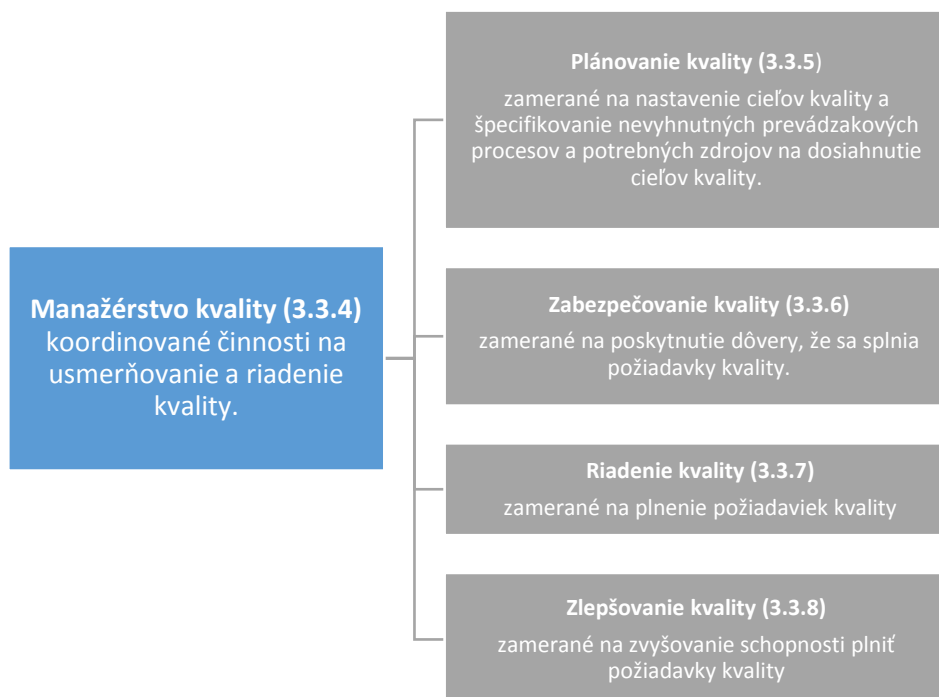 Plánovanie kvality (3.3.5)
zamerané na nastavenie cieľov kvality a
špecifikovanie nevyhnutných prevádzakových
procesov a potrebných zdrojov na dosiahnutie
cieľov kvality.
Manažérstvo kvality (3.3.4)
koordinované činnosti na
usmerňovanie a riadenie
kvality.
Zabezpečovanie kvality (3.3.6)
zamerané na poskytnutie dôvery, že sa splnia
požiadavky kvality.
Riadenie kvality (3.3.7)
zamerané na plnenie požiadaviek kvality
Zlepšovanie kvality (3.3.8)
zamerané na zvyšovanie schopnosti plniť
požiadavky kvality